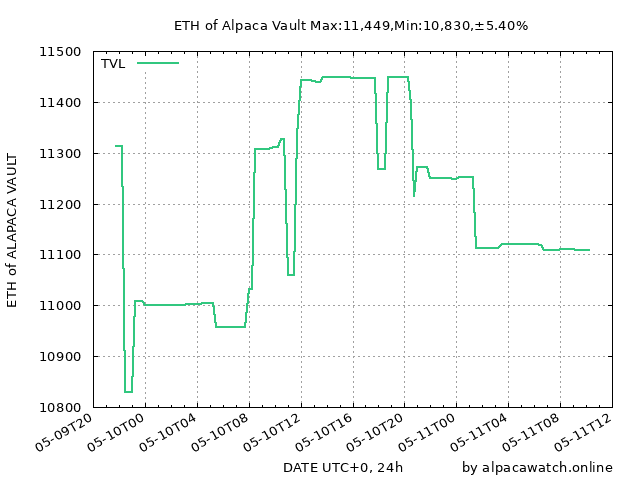 ETH of Alpaca Vault Max:11,449,Min:10,830,±5.40%
TVL
11500
11400
11300
11200
11100
11000
10900
10800
ETH of ALAPACA VAULT
05-09T20
05-10T00
05-10T04
05-10T08
05-10T12
05-10T16
05-10T20
05-11T00
05-11T04
05-11T08
05-11T12
DATE UTC+0, 24h
by alpacawatch.online